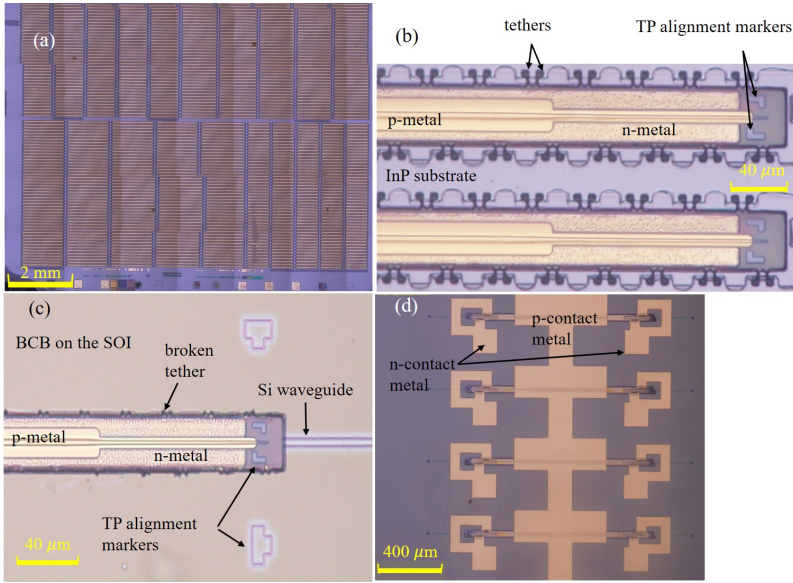 (a)
2 mm
(b)
tethers
TP alignment markers
p-metal
n-metal
InP substrate
40 μm
(c)
BCB on the SOI
broken
tether
Si waveguide
p-metal
n-metal
TP alignment
markers
40 μm
(d)
p-contact
metal
n-contact
metal
400 μm